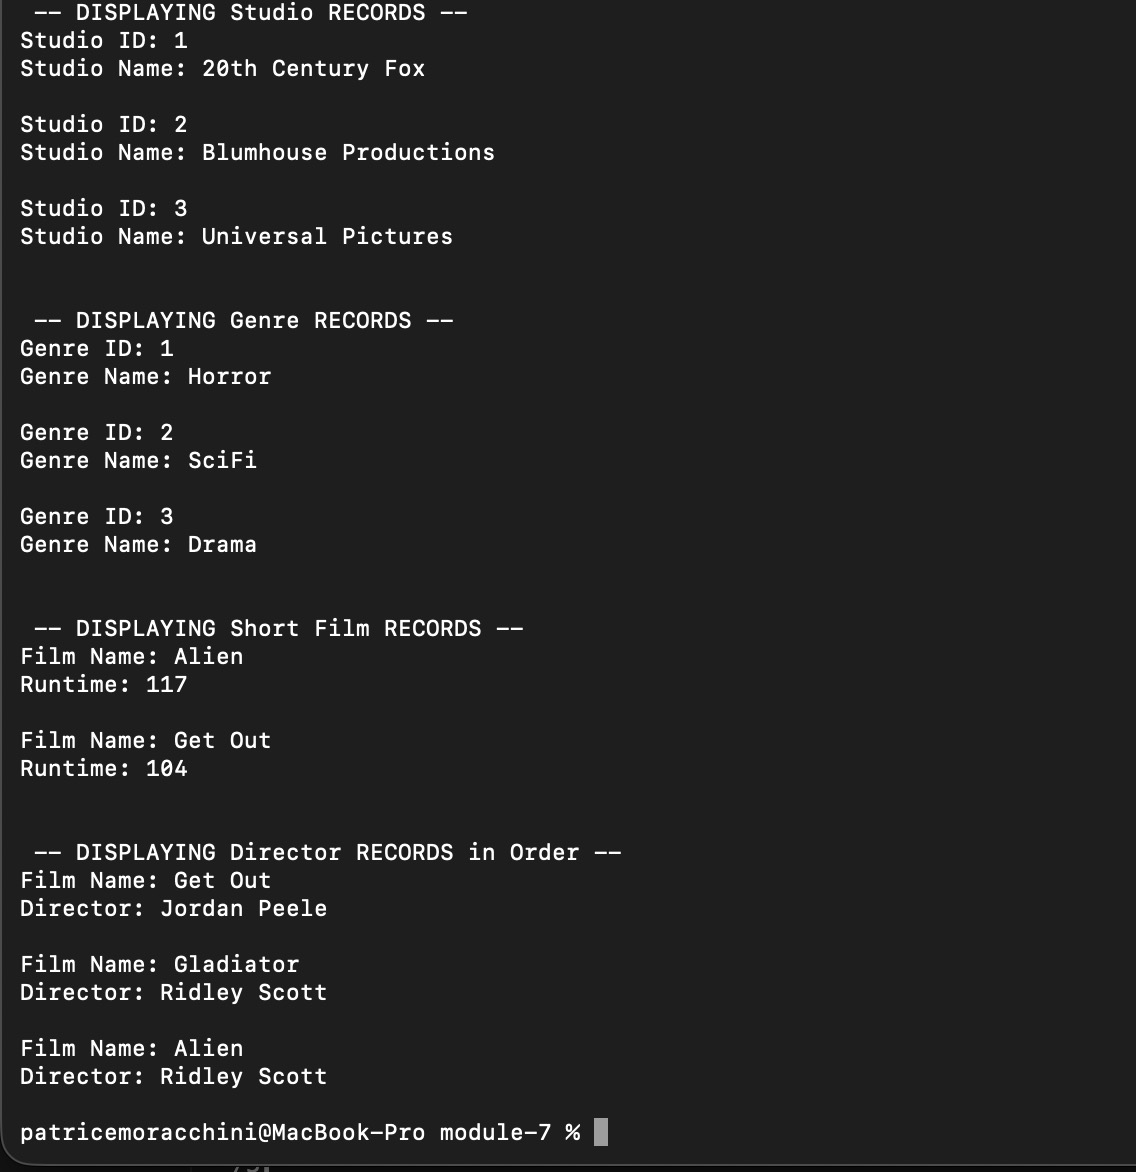 -- DISPLAYING Studio RECORDS --
Studio ID: 1
Studio Name: 20th Century Fox
Studio ID: 2
Studio Name: Blumhouse Productions
Studio ID: 3
Studio Name: Universal Pictures
-- DISPLAYING Genre RECORDS --
Genre ID: 1
Genre Name: Horror
Genre ID: 2
Genre Name: SciFi
Genre ID: 3
Genre Name: Drama
-- DISPLAYING Short Film RECORDS --
Film Name: Alien
Runtime: 117
Film Name: Get Out
Runtime: 104
-- DISPLAYING Director RECORDS in Order --
Film Name: Get Out
Director: Jordan Peele
Film Name: Gladiator
Director: Ridley Scott
Film Name: Alien
Director: Ridley Scott
patricemoracchini@MacBook-Pro module-7 %